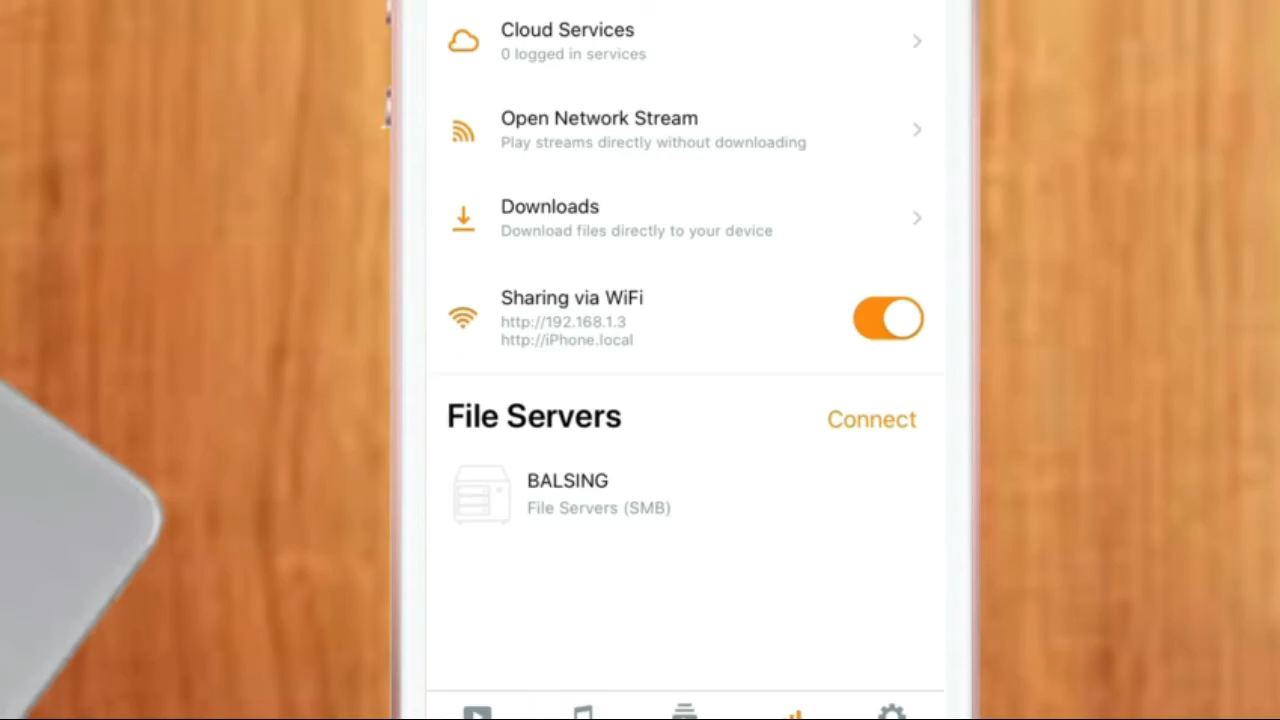 Cloud Services
0 logged in services
Open Network Stream
Play streams directly without downloading
Downloads
Download files directly to your device
Sharing via WiFi
http://192.168.1.3
http://iPhone.local
File Servers
Connect
BALSING
File Servers (SMB)